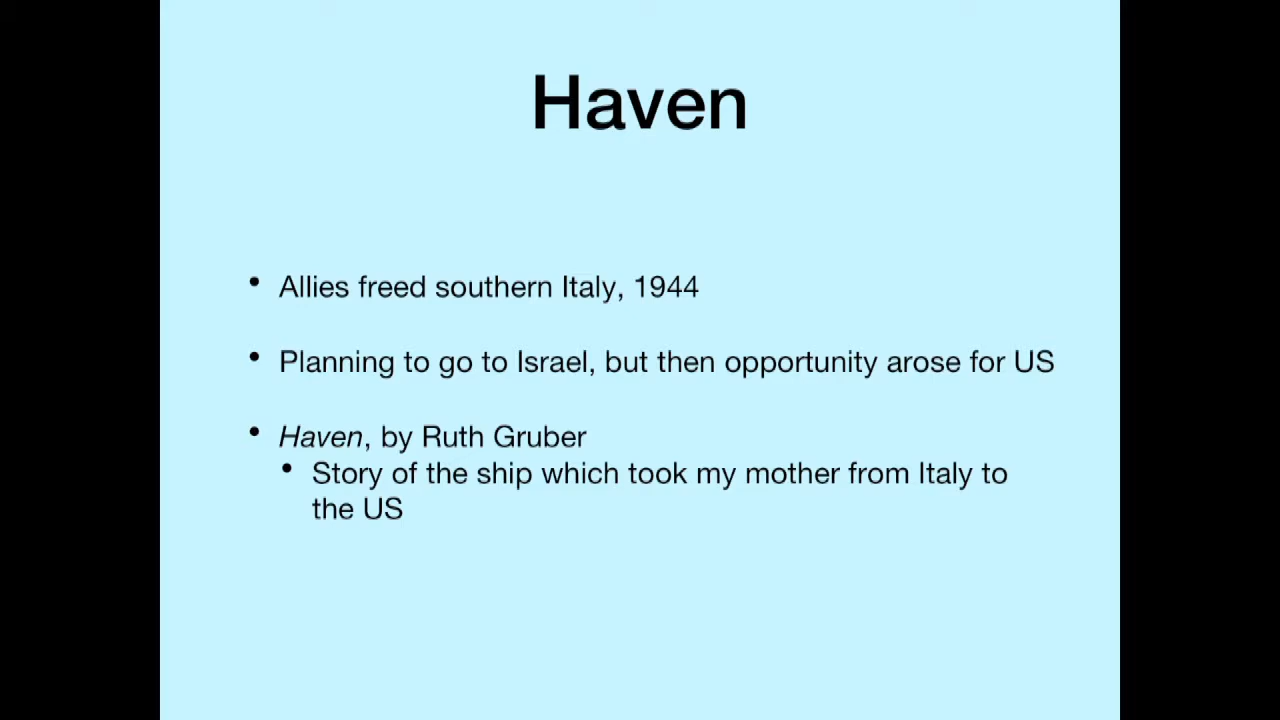 Haven
• Allies freed southern Italy, 1944
• Planning to go to Israel, but then opportunity arose for US
• Haven, by Ruth Gruber
• Story of the ship which took my mother from Italy to
the US